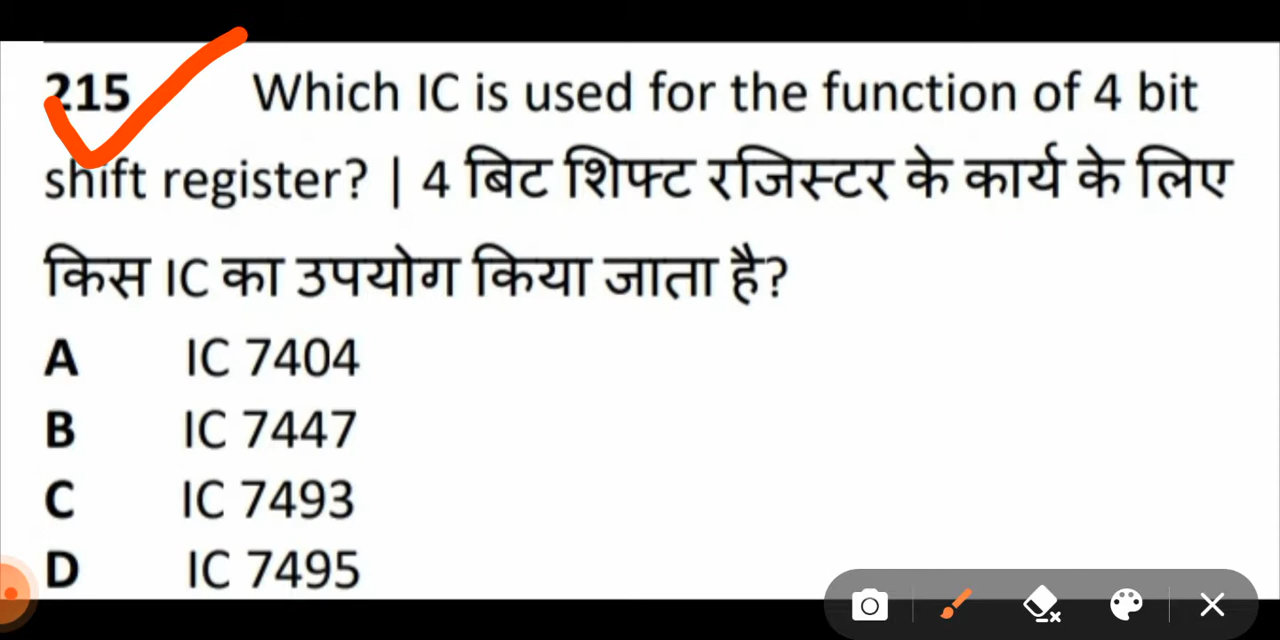 215 Which IC is used for the function of 4 bit
shift register? | 4 बिट शिफ्ट रजिस्टर के कार्य के लिए
किस IC का उपयोग किया जाता है?
A IC 7404
B IC 7447
C IC 7493
D IC 7495